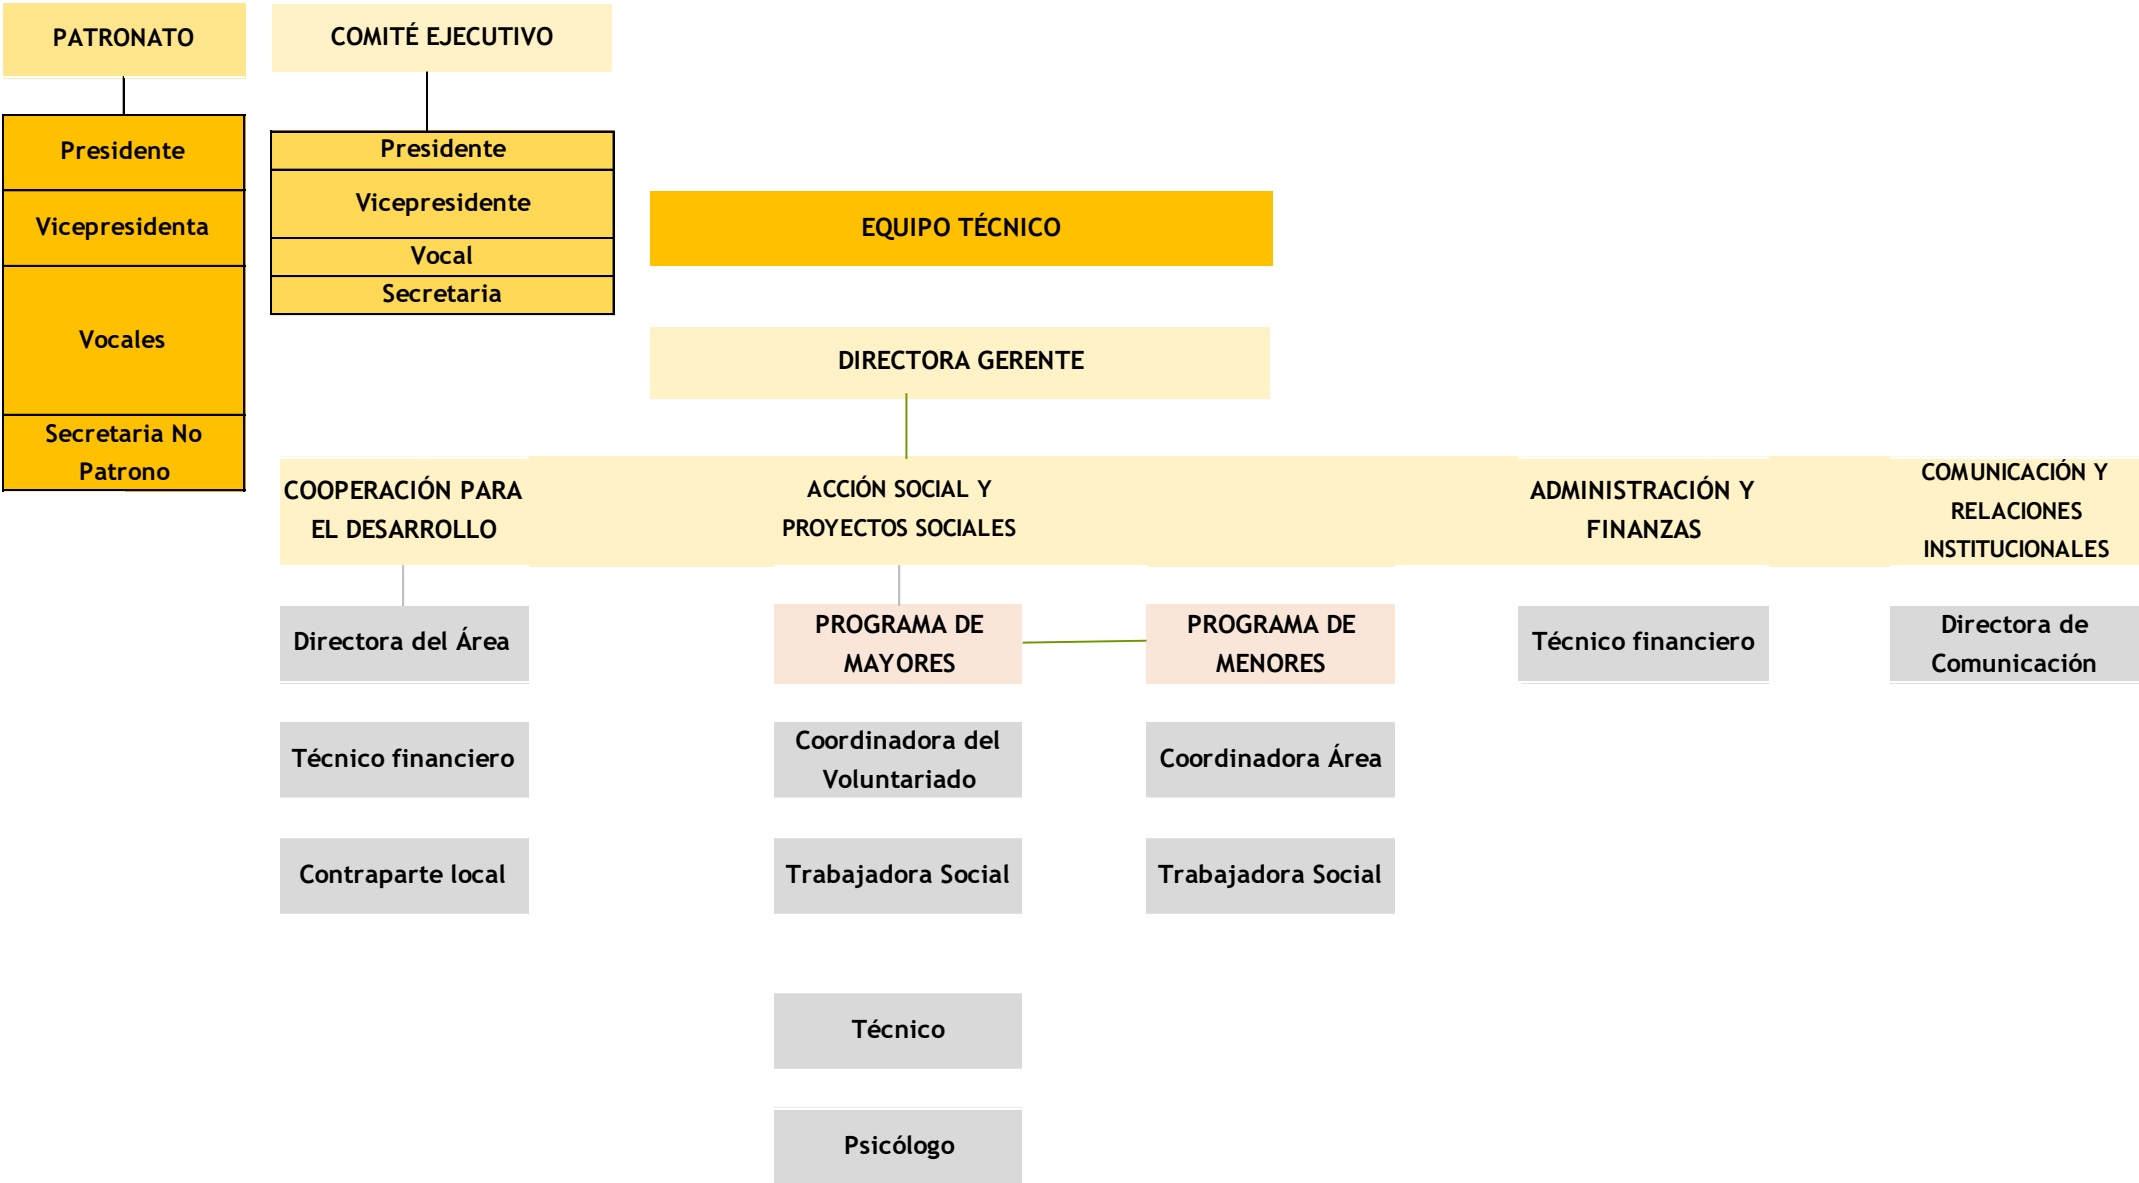 PATRONATO
Presidente
Vicepresidenta
Vocales
Secretaria No
Patrono
COMITÉ EJECUTIVO
Presidente
Vicepresidente
Vocal
Secretaria
EQUIPO TÉCNICO
DIRECTORA GERENTE
COOPERACIÓN PARA
EL DESARROLLO
Directora del Área
Técnico financiero
Contraparte local
ACCIÓN SOCIAL Y
PROYECTOS SOCIALES
PROGRAMA DE
MAYORES
Coordinadora del
Voluntariado
Trabajadora Social
Técnico
Psicólogo
PROGRAMA DE
MENORES
Coordinadora Área
Trabajadora Social
ADMINISTRACIÓN Y
FINANZAS
Técnico financiero
COMUNICACIÓN Y
RELACIONES
INSTITUCIONALES
Directora de
Comunicación